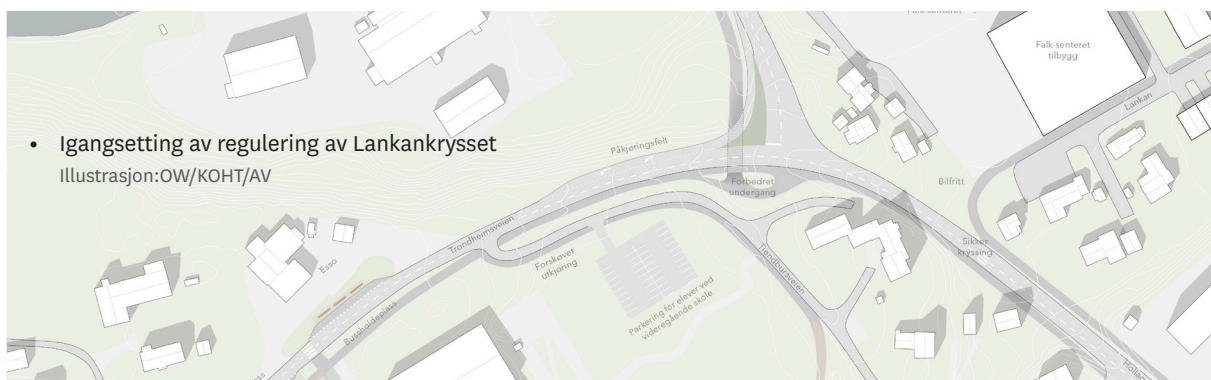 Falk-senteret
Falk-senteret
tilbygg
Lankan
• Igangsetting av regulering av Lankankrysset
Illustrasjon:OW/KOHT/AV
Påkjøringsfelt
Forbedret
undergang
Bilfritt
Trondheimsveien
Esso
Forskøvet
utkjøring
Tiendbureveien
Sikker
kryssing
Parkering for elever ved
videregående skole
Bussholdeplass